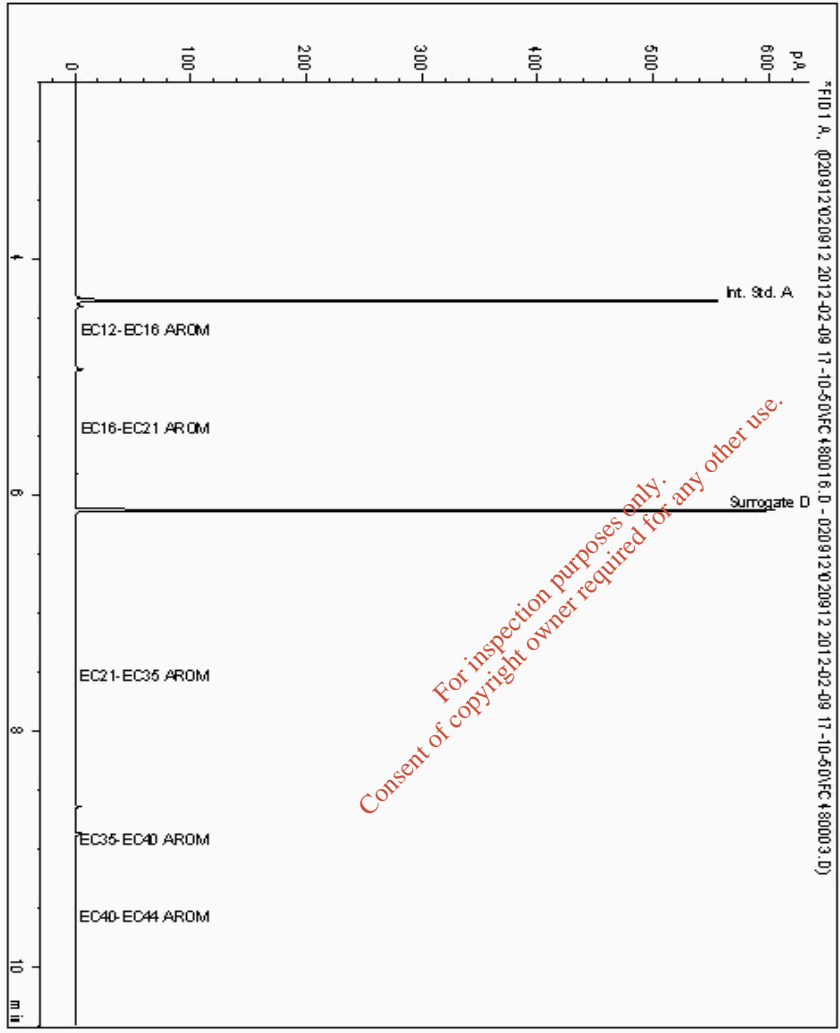 *FID1 A, (020912\020912 2012-02-09 17-10-50\FC480016.D - 020912\020912 2012-02-09 17-10-50\FC480003.D)
pA
600
500
400
300
200
100
0
Int. Std. A
EC12-EC16 AROM
EC16-EC21 AROM
Surrogate D
EC21-EC35 AROM
EC35-EC40 AROM
EC40-EC44 AROM
4
6
8
10
min
For inspection purposes only.
Consent of copyright owner required for any other use.